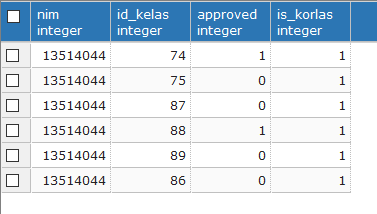 nim id_kelas approved is_korlas
integer integer integer integer
13514044 74 1 1
13514044 75 0 1
13514044 87 0 1
13514044 88 1 1
13514044 89 0 1
13514044 86 0 1